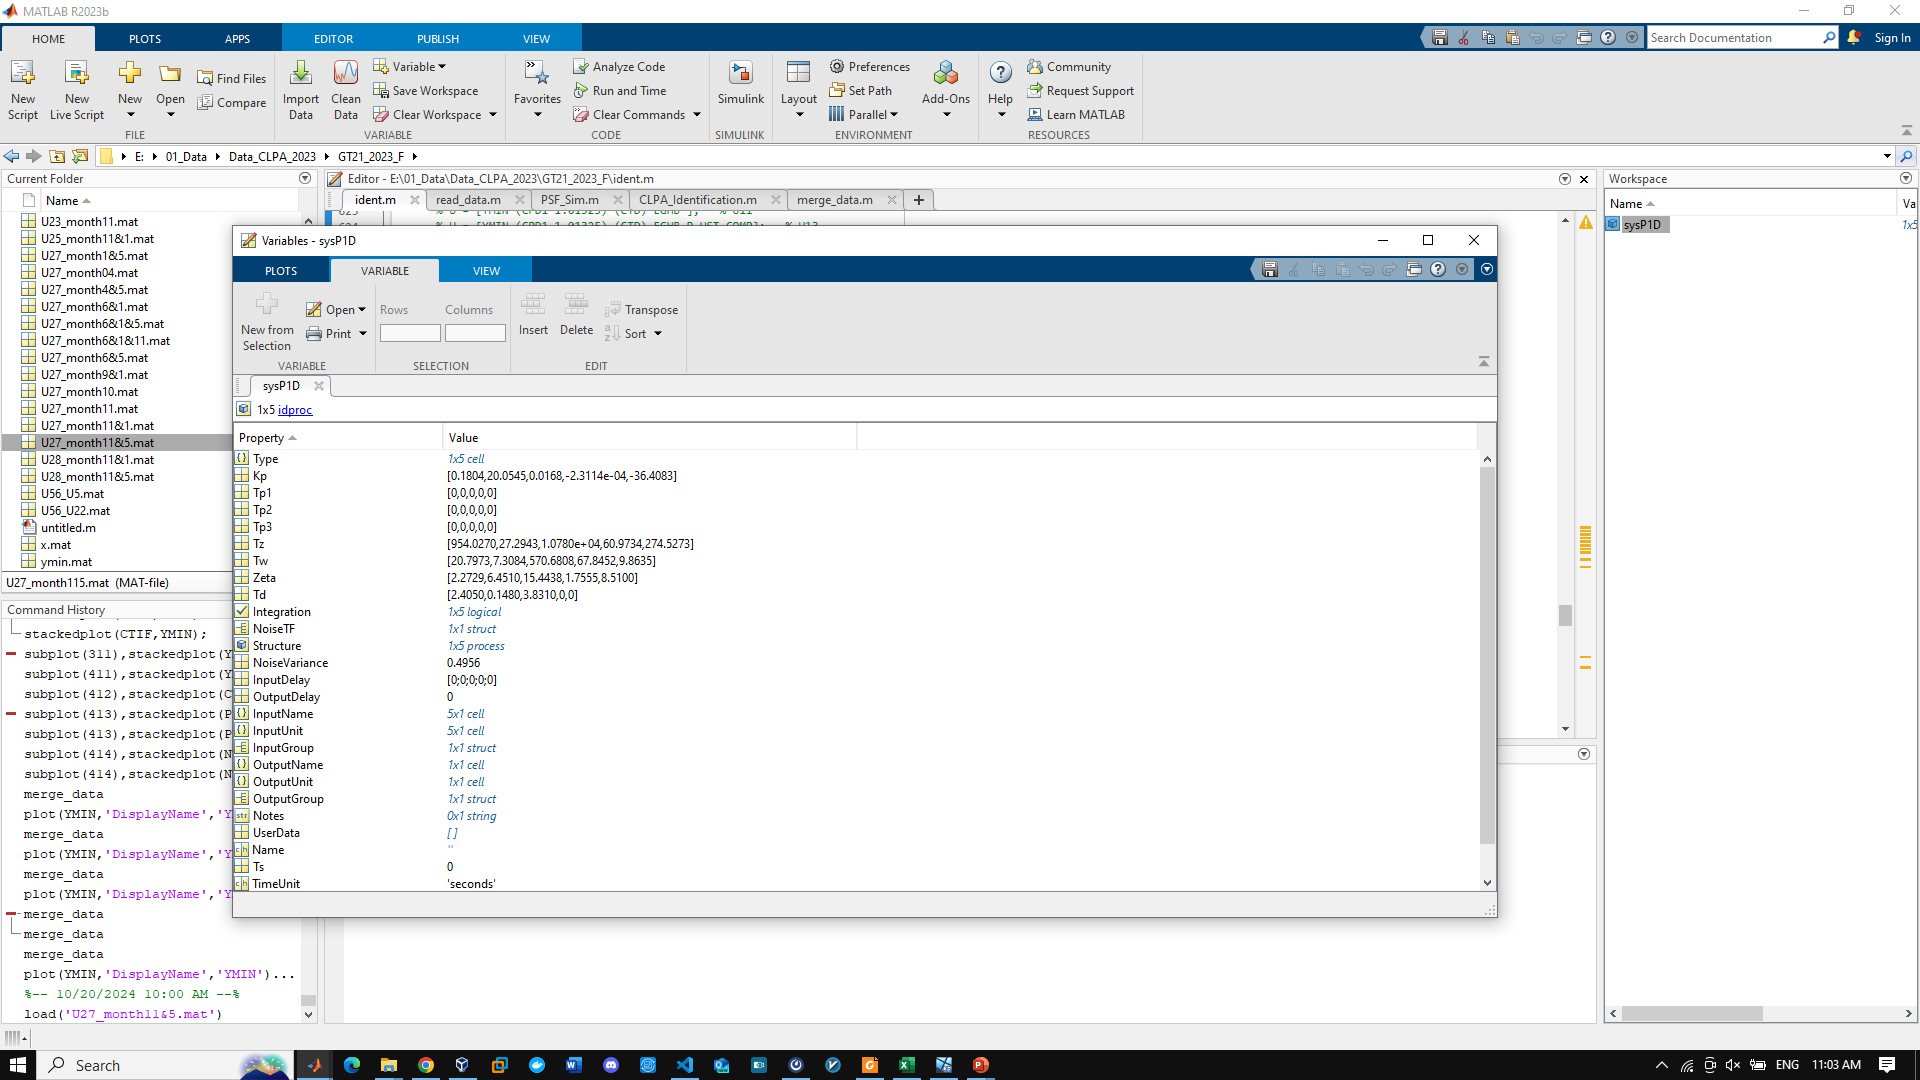 MATLAB R2023b
HOME PLOTS APPS EDITOR PUBLISH VIEW
Search Documentation
Sign In
New Script
New Live Script
New
Open
Find Files
Compare
FILE
Import Data
Clean Data
Variable
Save Workspace
Clear Workspace
VARIABLE
Favorites
Analyze Code
Run and Time
Clear Commands
CODE
Simulink
SIMULINK
Layout
Preferences
Set Path
Parallel
Add-Ons
ENVIRONMENT
Help
Community
Request Support
Learn MATLAB
RESOURCES
E: 01_Data Data_CLPA_2023 GT21_2023_F
Current Folder
Name
U23_month11.mat
U25_month11&1.mat
U27_month1&5.mat
U27_month04.mat
U27_month4&5.mat
U27_month6&1.mat
U27_month6&1&5.mat
U27_month6&1&11.mat
U27_month6&5.mat
U27_month9&1.mat
U27_month10.mat
U27_month11.mat
U27_month11&1.mat
U27_month11&5.mat
U28_month11&1.mat
U28_month11&5.mat
U56_U5.mat
U56_U22.mat
untitled.m
x.mat
ymin.mat
U27_month115.mat (MAT-file)
Command History
stackedplot(CTIF,YMIN);
subplot(311),stackedplot(Y
subplot(411),stackedplot(Y
subplot(412),stackedplot(C
subplot(413),stackedplot(P
subplot(413),stackedplot(P
subplot(414),stackedplot(N
subplot(414),stackedplot(N
merge_data
plot(YMIN,'DisplayName','Y
merge_data
plot(YMIN,'DisplayName','Y
merge_data
plot(YMIN,'DisplayName','Y
merge_data
merge_data
merge_data
plot(YMIN,'DisplayName','YMIN')...
%-- 10/20/2024 10:00 AM --%
load('U27_month11&5.mat')
Editor - E:\01_Data\Data_CLPA_2023\GT21_2023_F\ident.m
ident.m read_data.m PSF_Sim.m CLPA_Identification.m merge_data.m
Variables - sysP1D
PLOTS VARIABLE VIEW
New from Selection
Open
Print
VARIABLE
Rows Columns
SELECTION
Insert
Delete
Transpose
Sort
EDIT
sysP1D
1x5 idproc
Property Value
Type 1x5 cell
Kp [0.1804,20.0545,0.0168,-2.3114e-04,-36.4083]
Tp1 [0,0,0,0,0]
Tp2 [0,0,0,0,0]
Tp3 [0,0,0,0,0]
Tz [954.0270,27.2943,1.0780e+04,60.9734,274.5273]
Tw [20.7973,7.3084,570.6808,67.8452,9.8635]
Zeta [2.2729,6.4510,15.4438,1.7555,8.5100]
Td [2.4050,0.1480,3.8310,0,0]
Integration 1x5 logical
NoiseTF 1x1 struct
Structure 1x5 process
NoiseVariance 0.4956
InputDelay [0;0;0;0;0]
OutputDelay 0
InputName 5x1 cell
InputUnit 5x1 cell
InputGroup 1x1 struct
OutputName 1x1 cell
OutputUnit 1x1 cell
OutputGroup 1x1 struct
Notes 0x1 string
UserData []
Name ''
Ts 0
TimeUnit 'seconds'
Workspace
Name Va
sysP1D 1x5
Search
ENG 11:03 AM